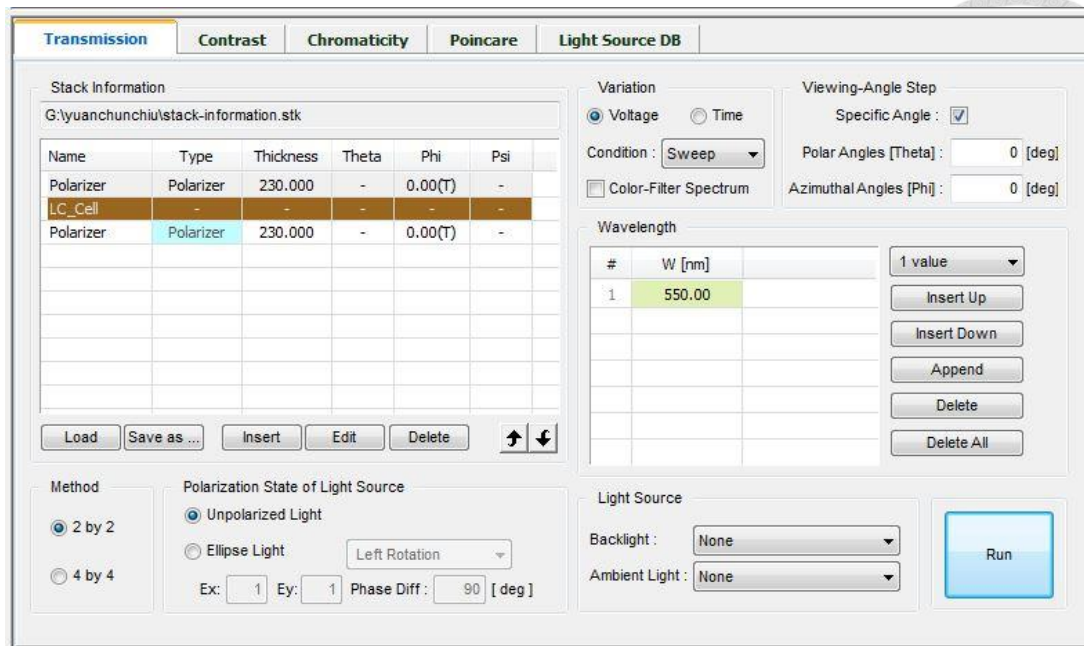 Transmission Contrast Chromaticity Poincare Light Source DB
Stack Information
G:\yuanchunchiu\stack-information.stk
Name Type Thickness Theta Phi Psi
Polarizer Polarizer 230.000 - 0.00(T) -
LC_Cell - - - - -
Polarizer Polarizer 230.000 - 0.00(T) -
Load Save as ... Insert Edit Delete
Method
2 by 2
4 by 4
Polarization State of Light Source
Unpolarized Light
Ellipse Light Left Rotation
Ex: 1 Ey: 1 Phase Diff : 90 [ deg ]
Variation
Voltage Time
Condition : Sweep
Color-Filter Spectrum
Viewing-Angle Step
Specific Angle :
Polar Angles [Theta] : 0 [deg]
Azimuthal Angles [Phi] : 0 [deg]
Wavelength
# W [nm]
1 550.00
1 value
Insert Up
Insert Down
Append
Delete
Delete All
Light Source
Backlight : None
Ambient Light : None
Run